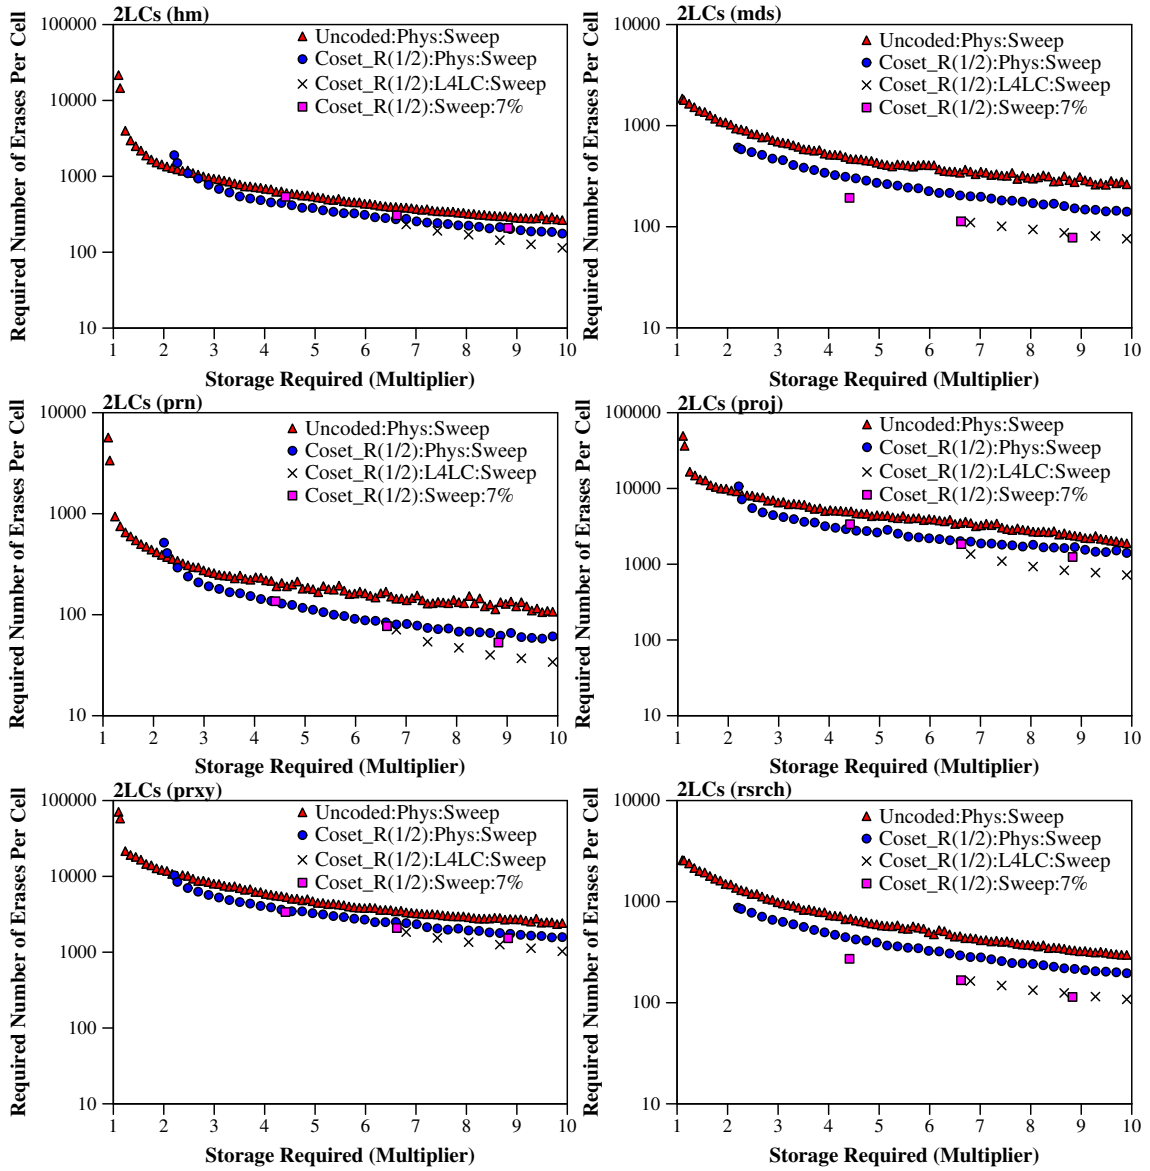 2LCs (hm)
Required Number of Erases Per Cell
100000
10000
1000
100
10
Uncoded:Phys:Sweep
Coset_R(1/2):Phys:Sweep
Coset_R(1/2):L4LC:Sweep
Coset_R(1/2):Sweep:7%
1 2 3 4 5 6 7 8 9 10
Storage Required (Multiplier)
2LCs (mds)
Required Number of Erases Per Cell
10000
1000
100
10
Uncoded:Phys:Sweep
Coset_R(1/2):Phys:Sweep
Coset_R(1/2):L4LC:Sweep
Coset_R(1/2):Sweep:7%
1 2 3 4 5 6 7 8 9 10
Storage Required (Multiplier)
2LCs (prn)
Required Number of Erases Per Cell
10000
1000
100
10
Uncoded:Phys:Sweep
Coset_R(1/2):Phys:Sweep
Coset_R(1/2):L4LC:Sweep
Coset_R(1/2):Sweep:7%
1 2 3 4 5 6 7 8 9 10
Storage Required (Multiplier)
2LCs (proj)
Required Number of Erases Per Cell
100000
10000
1000
100
10
Uncoded:Phys:Sweep
Coset_R(1/2):Phys:Sweep
Coset_R(1/2):L4LC:Sweep
Coset_R(1/2):Sweep:7%
1 2 3 4 5 6 7 8 9 10
Storage Required (Multiplier)
2LCs (prxy)
Required Number of Erases Per Cell
100000
10000
1000
100
10
Uncoded:Phys:Sweep
Coset_R(1/2):Phys:Sweep
Coset_R(1/2):L4LC:Sweep
Coset_R(1/2):Sweep:7%
1 2 3 4 5 6 7 8 9 10
Storage Required (Multiplier)
2LCs (rsrch)
Required Number of Erases Per Cell
10000
1000
100
10
Uncoded:Phys:Sweep
Coset_R(1/2):Phys:Sweep
Coset_R(1/2):L4LC:Sweep
Coset_R(1/2):Sweep:7%
1 2 3 4 5 6 7 8 9 10
Storage Required (Multiplier)